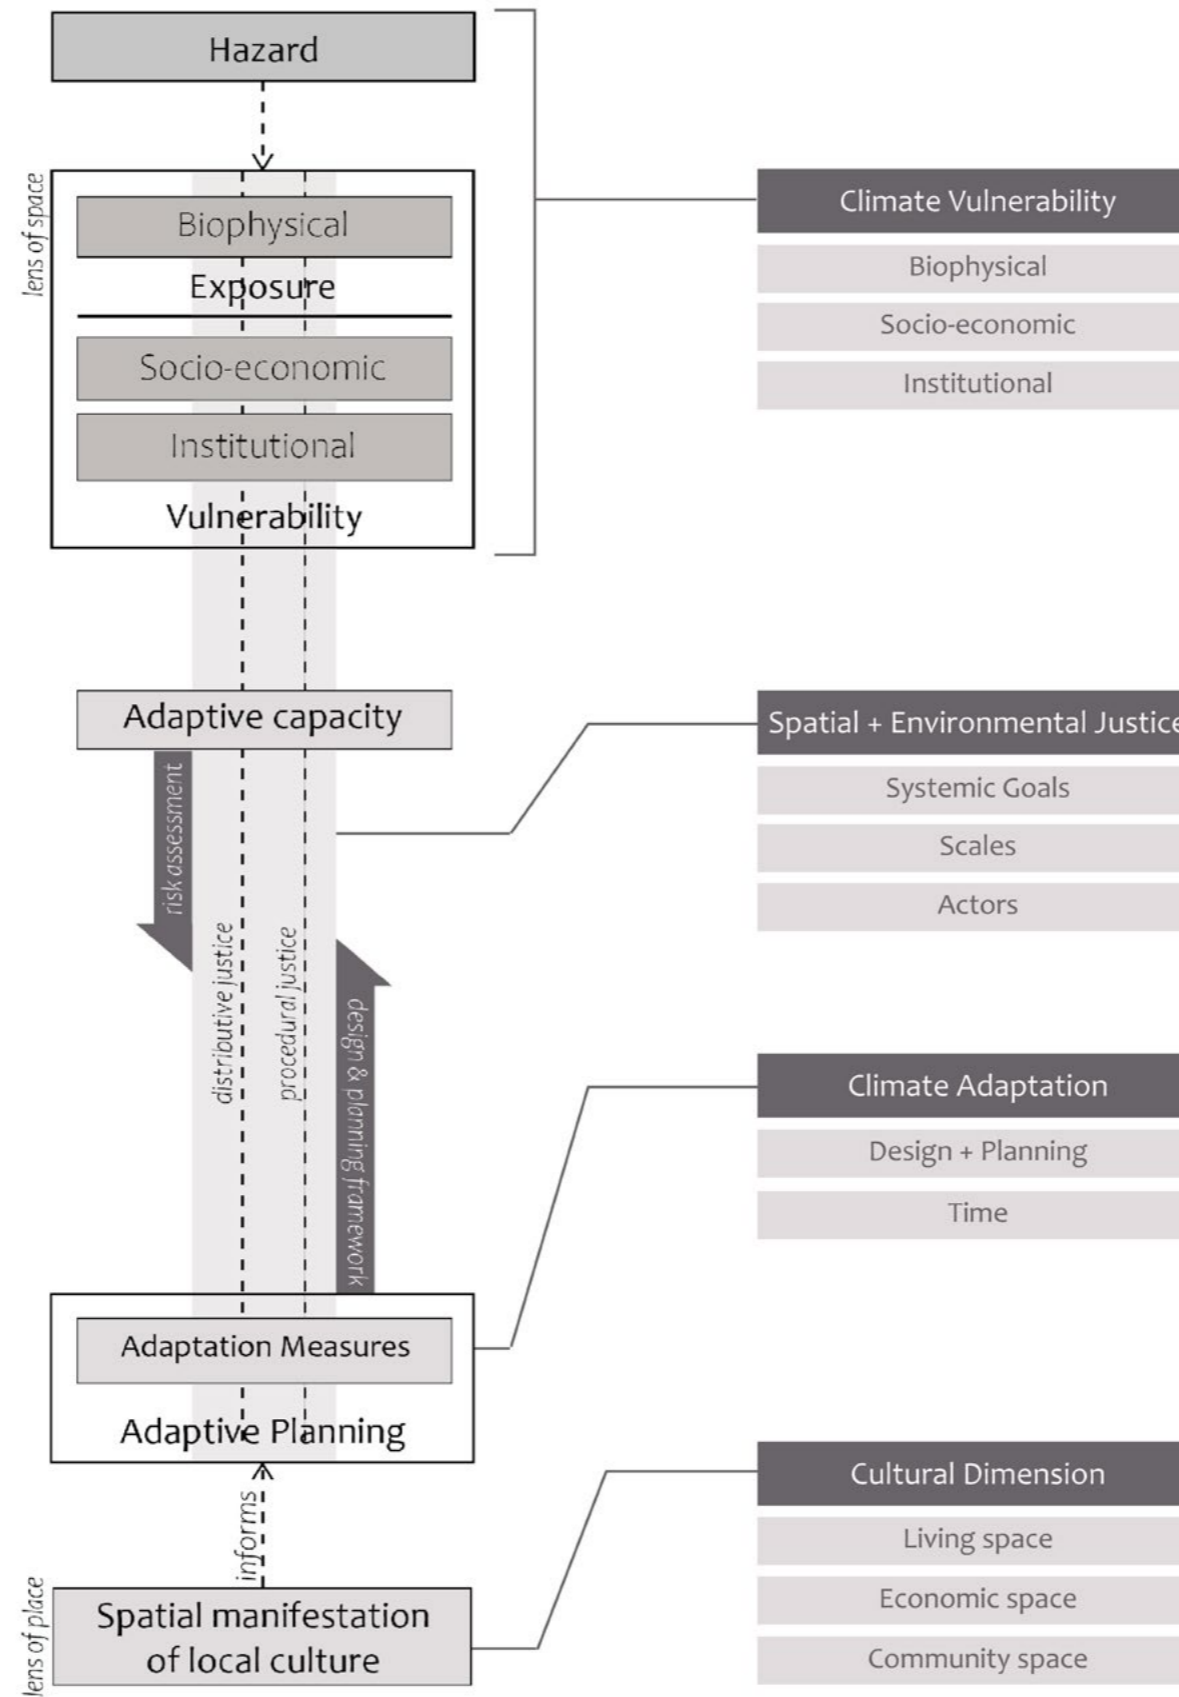 Hazard
lens of space
Biophysical
Exposure
Socio-economic
Institutional
Vulnerability
Climate Vulnerability
Biophysical
Socio-economic
Institutional
Adaptive capacity
risk assessment
distributive justice
procedural justice
design & planning framework
Spatial + Environmental Justice
Systemic Goals
Scales
Actors
Adaptation Measures
Adaptive Planning
Climate Adaptation
Design + Planning
Time
informs
lens of place
Spatial manifestation
of local culture
Cultural Dimension
Living space
Economic space
Community space